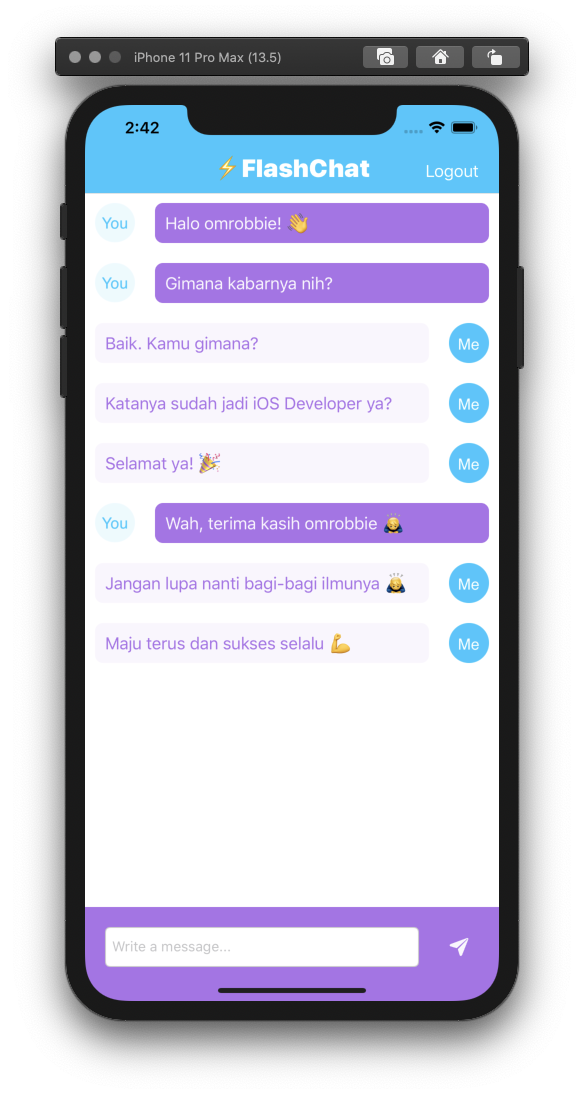 iPhone 11 Pro Max (13.5)
2:42
⚡FlashChat
Logout
You
Halo omrobbie! 👋
You
Gimana kabarnya nih?
Baik. Kamu gimana?
Me
Katanya sudah jadi iOS Developer ya?
Me
Selamat ya! 🎉
Me
You
Wah, terima kasih omrobbie 🙇‍♂️
Jangan lupa nanti bagi-bagi ilmunya 🙇‍♂️
Me
Maju terus dan sukses selalu 💪
Me
Write a message...